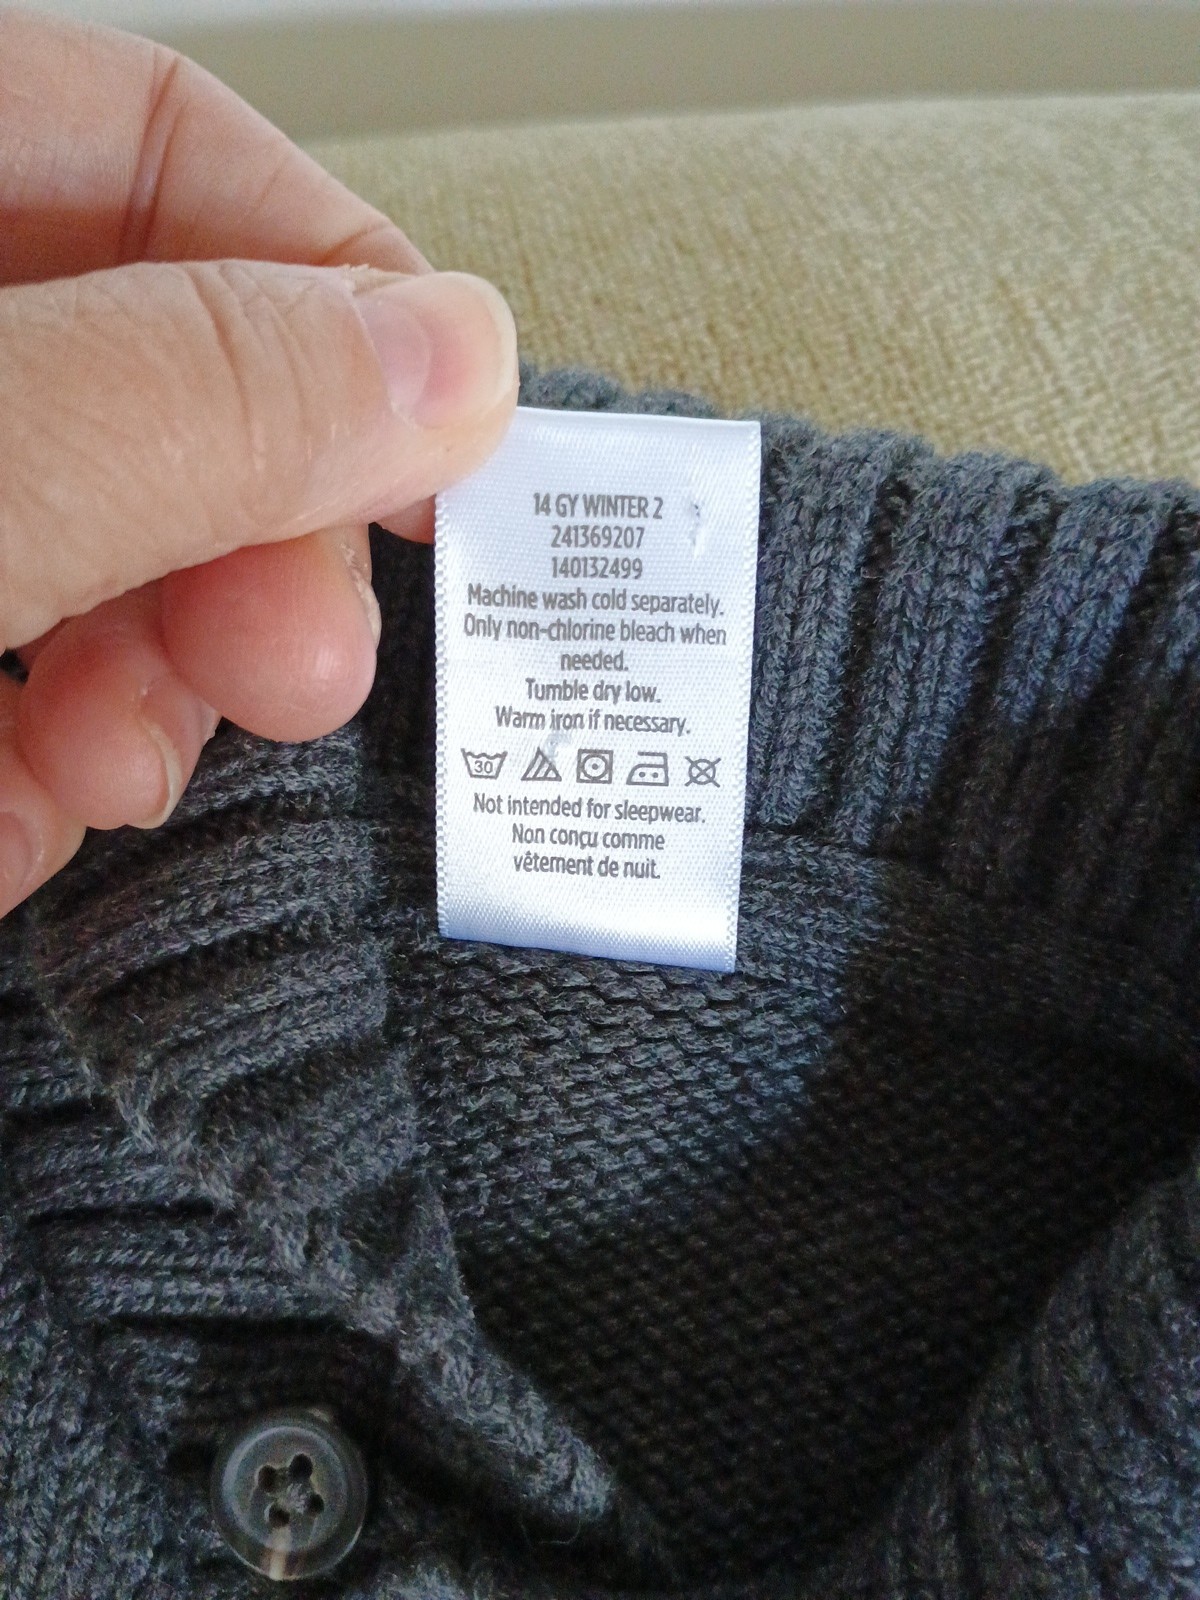 14 GY WINTER 2
241369207
140132499
Machine wash cold separately.
Only non-chlorine bleach when
needed.
Tumble dry low.
Warm iron if necessary.
30
Not intended for sleepwear.
Non conçu comme
vêtement de nuit.